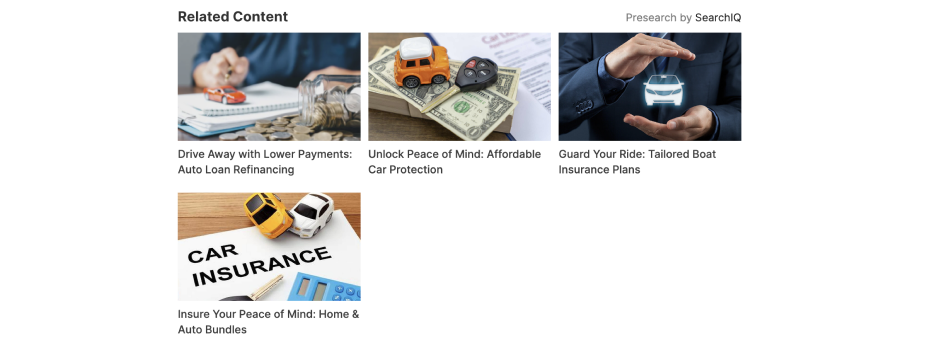 Related Content
Presearch by SearchIQ
Drive Away with Lower Payments:
Auto Loan Refinancing
Unlock Peace of Mind: Affordable
Car Protection
Guard Your Ride: Tailored Boat
Insurance Plans
CAR
INSURANCE
Insure Your Peace of Mind: Home &
Auto Bundles